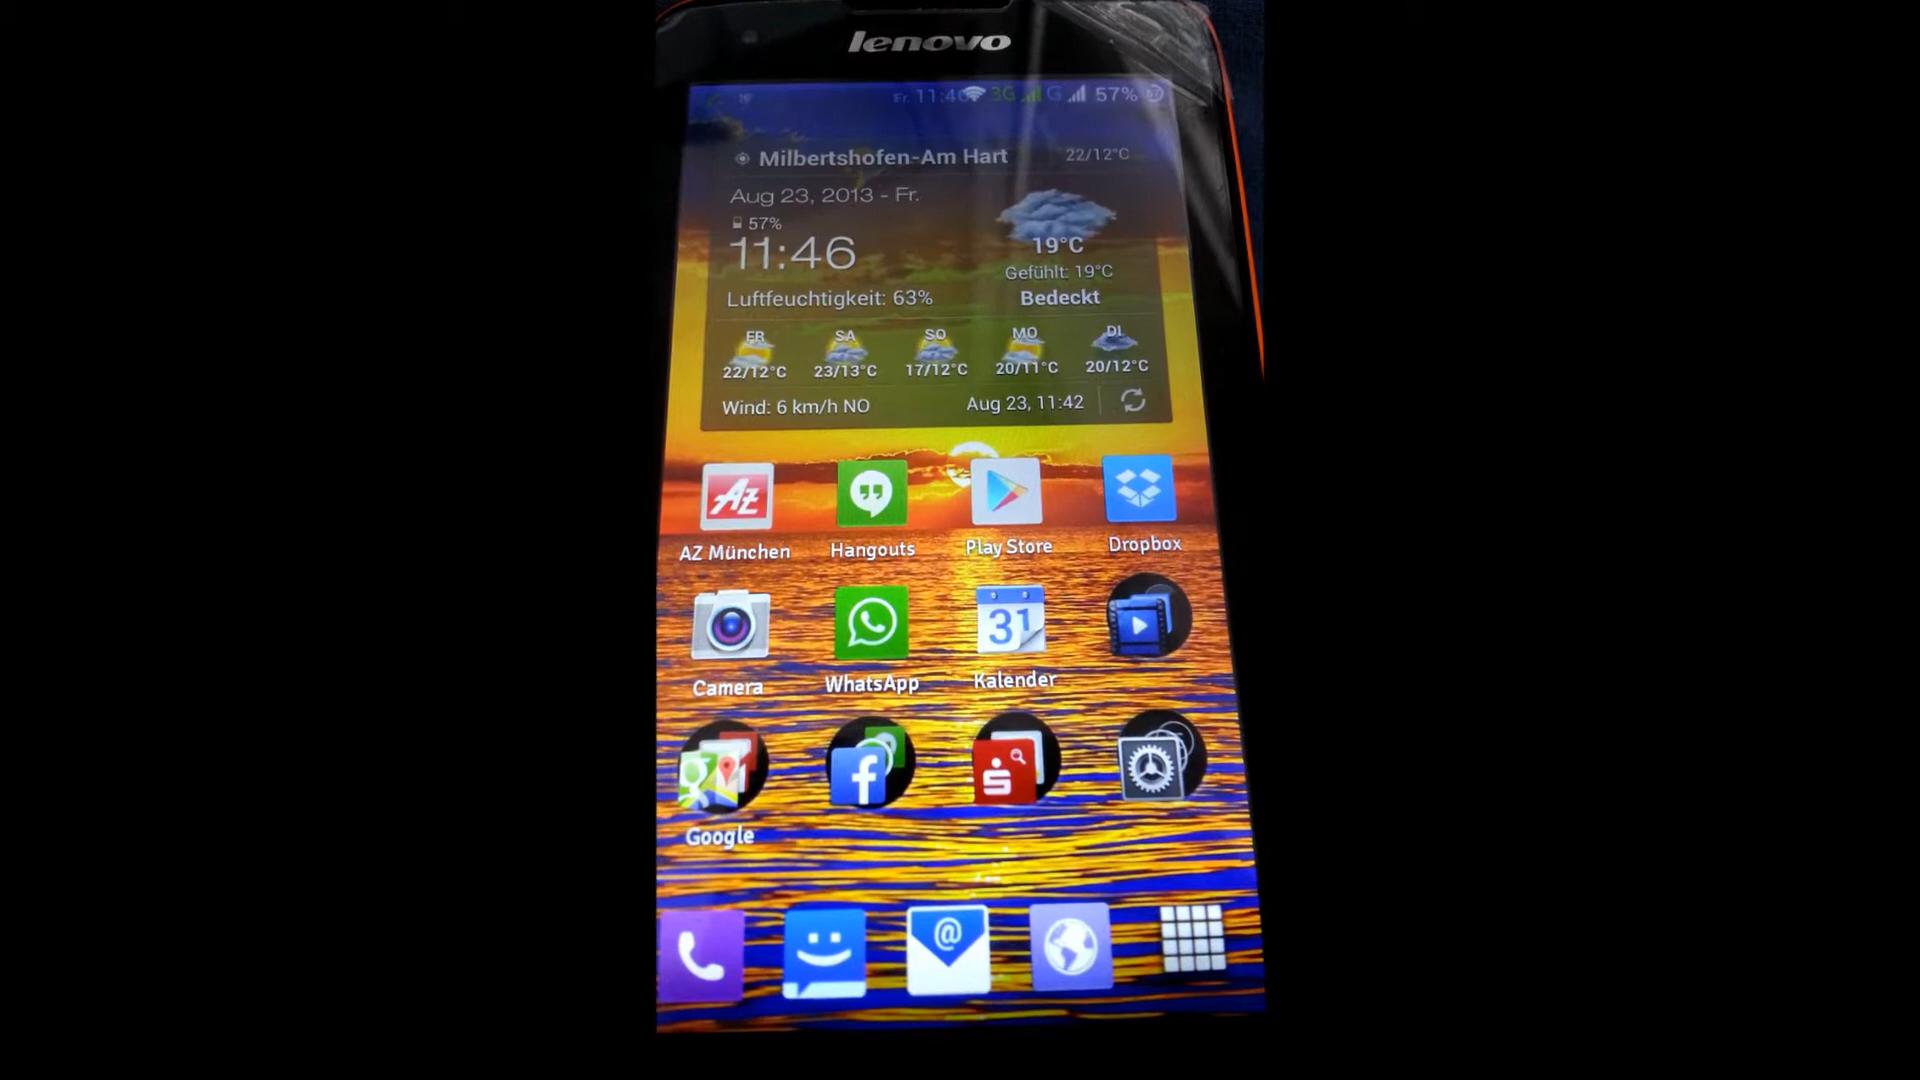 lenovo
Fr. 11:46 3G G 57%
Milbertshofen-Am Hart 22/12°C
Aug 23, 2013 - Fr.
57%
11:46
19°C
Gefühlt: 19°C
Luftfeuchtigkeit: 63% Bedeckt
FR SA SO MO DI
22/12°C 23/13°C 17/12°C 20/11°C 20/12°C
Wind: 6 km/h NO Aug 23, 11:42
AZ
AZ München Hangouts Play Store Dropbox
31
Camera WhatsApp Kalender
f S
Google
@